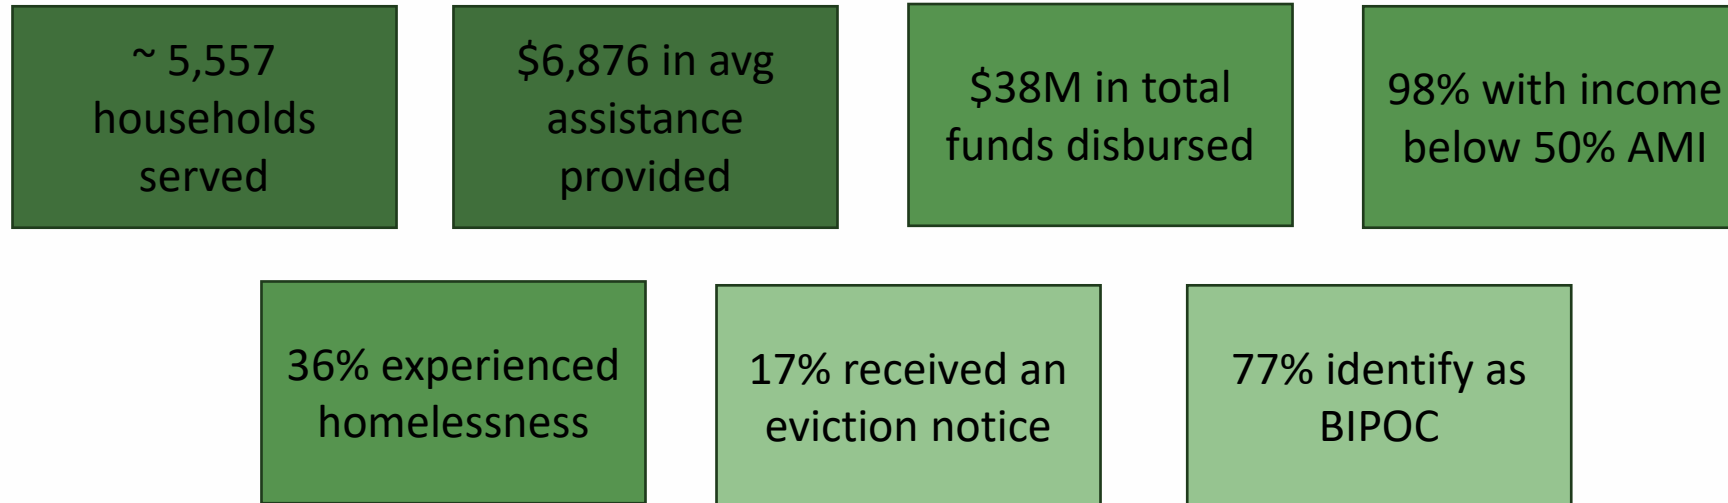 ~ 5,557
households
served
$6,876 in avg
assistance
provided
$38M in total
funds disbursed
98% with income
below 50% AMI
36% experienced
homelessness
17% received an
eviction notice
77% identify as
BIPOC